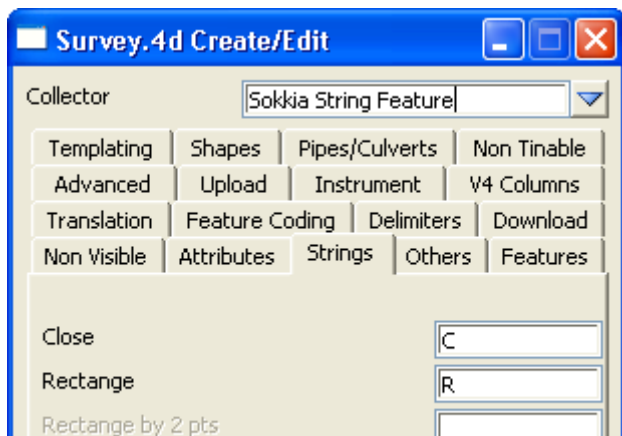 Survey.4d Create/Edit
Collector Sokkia String Feature
Templating Shapes Pipes/Culverts Non Tinable
Advanced Upload Instrument V4 Columns
Translation Feature Coding Delimiters Download
Non Visible Attributes Strings Others Features
Close C
Rectange R
Rectange by 2 pts